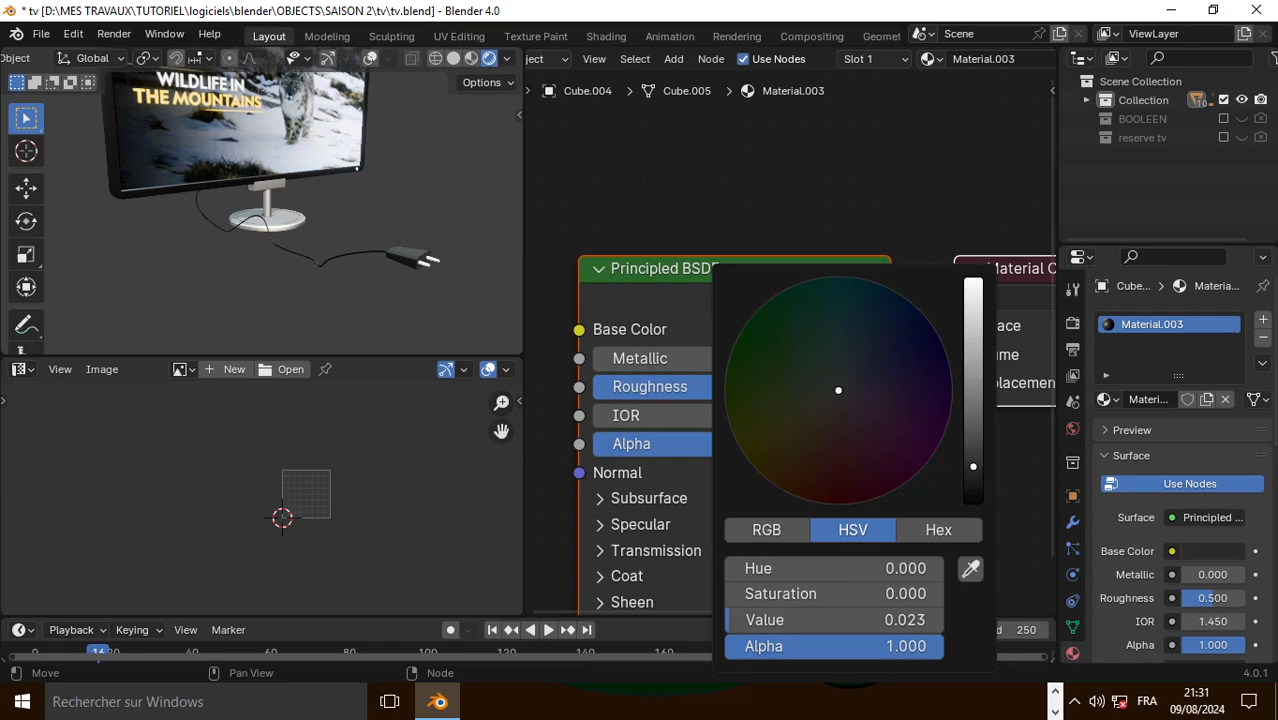 * tv [D:\MES TRAVAUX\TUTORIEL\logiciels\blender\OBJECTS\SAISON 2\tv\tv.blend] - Blender 4.0
File Edit Render Window Help Layout Modeling Sculpting UV Editing Texture Paint Shading Animation Rendering Compositing Geomet Scene ViewLayer
Object Global
Options
WILDLIFE IN
THE MOUNTAINS
ject View Select Add Node Use Nodes Slot 1 Material.003
Cube.004 Cube.005 Material.003
Principled BSDF
Material O
Base Color
Metallic
Roughness
IOR
Alpha
Normal
Subsurface
Specular
Transmission
Coat
Sheen
ace
ume
placemen
RGB HSV Hex
Hue 0.000
Saturation 0.000
Value 0.023
Alpha 1.000
Scene Collection
Collection 10
BOOLEEN
reserve tv
Cube... Materia...
Material.003
Materi...
Preview
Surface
Use Nodes
Surface Principled ...
Base Color
Metallic 0.000
Roughness 0.500
IOR 1.450
Alpha 1.000
View Image New Open
Playback Keying View Marker d 250
0 16 20 40 60 80 100 120 140
Move Pan View Node 4.0.1
Rechercher sur Windows
FRA
21:31
09/08/2024